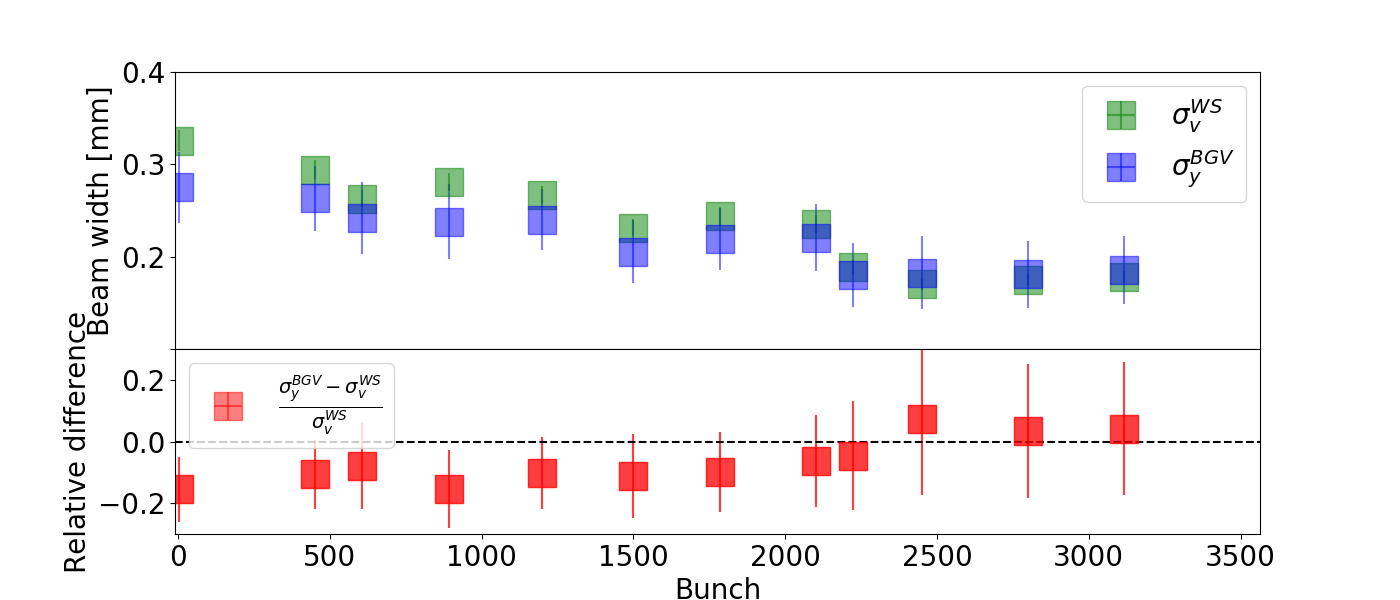 0.4
0.3
0.2
Beam width [mm]
σ_v^{WS}
σ_y^{BGV}
0.2
0.0
−0.2
Relative difference
\frac{σ_y^{BGV} − σ_v^{WS}}{σ_v^{WS}}
0 500 1000 1500 2000 2500 3000 3500
Bunch